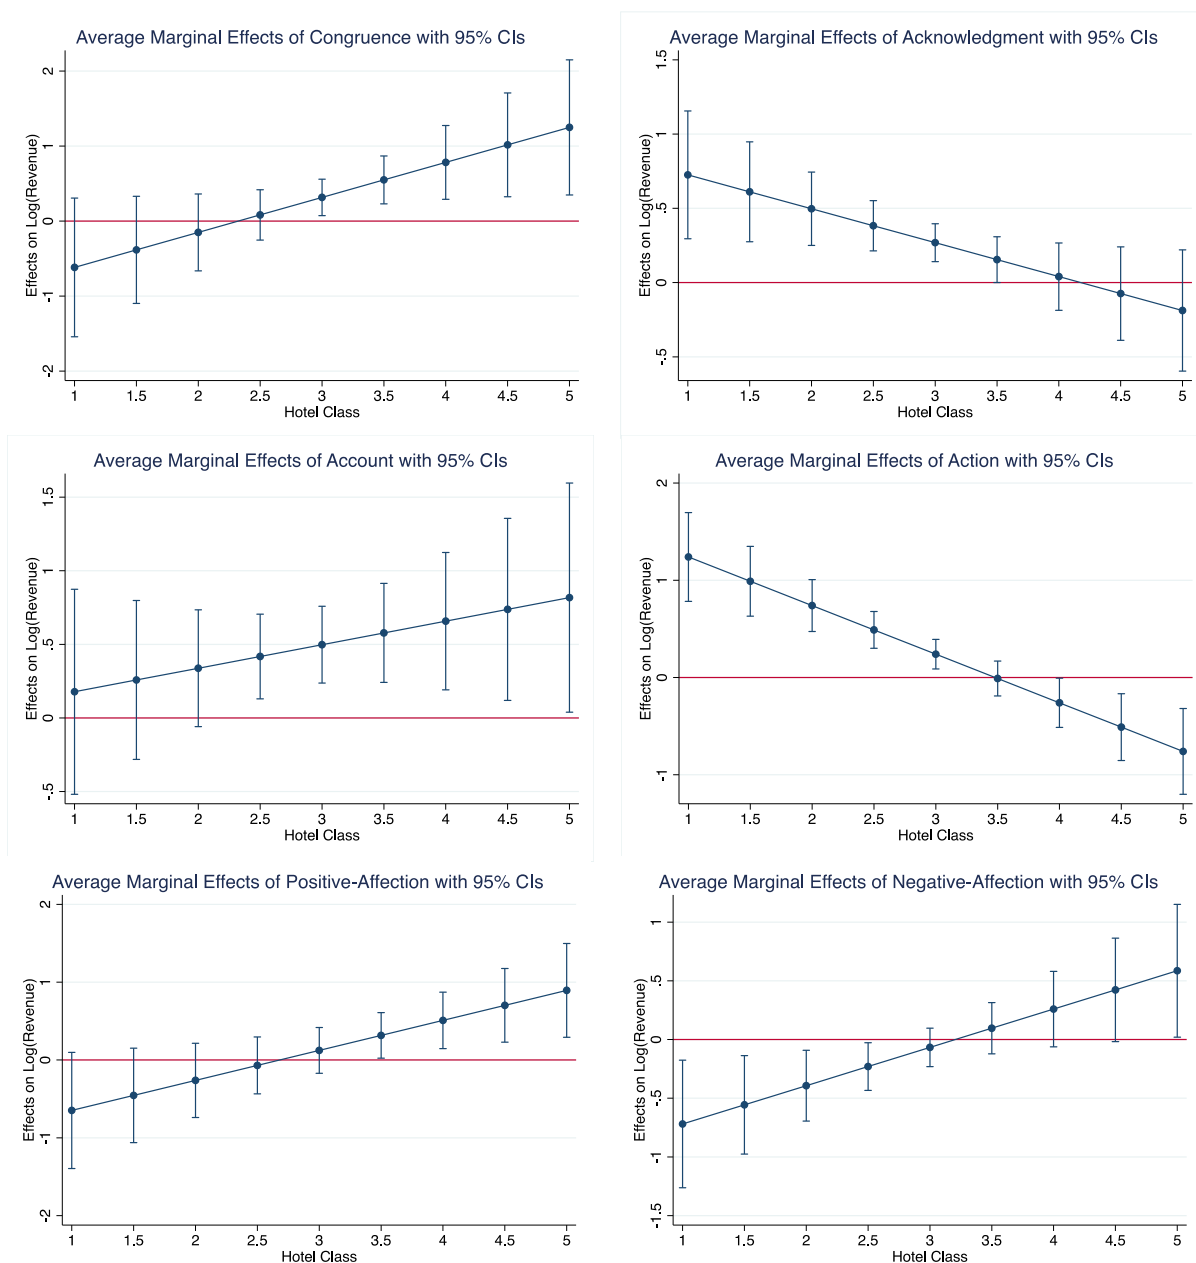 Average Marginal Effects of Congruence with 95% CIs
Effects on Log(Revenue)
2
1
0
-1
-2
1 1.5 2 2.5 3 3.5 4 4.5 5
Hotel Class
Average Marginal Effects of Acknowledgment with 95% CIs
Effects on Log(Revenue)
1.5
1
.5
0
-.5
1 1.5 2 2.5 3 3.5 4 4.5 5
Hotel Class
Average Marginal Effects of Account with 95% CIs
Effects on Log(Revenue)
1.5
1
.5
0
-.5
1 1.5 2 2.5 3 3.5 4 4.5 5
Hotel Class
Average Marginal Effects of Action with 95% CIs
Effects on Log(Revenue)
2
1
0
-1
1 1.5 2 2.5 3 3.5 4 4.5 5
Hotel Class
Average Marginal Effects of Positive-Affection with 95% CIs
Effects on Log(Revenue)
2
1
0
-1
-2
1 1.5 2 2.5 3 3.5 4 4.5 5
Hotel Class
Average Marginal Effects of Negative-Affection with 95% CIs
Effects on Log(Revenue)
1
.5
0
-.5
-1
-1.5
1 1.5 2 2.5 3 3.5 4 4.5 5
Hotel Class